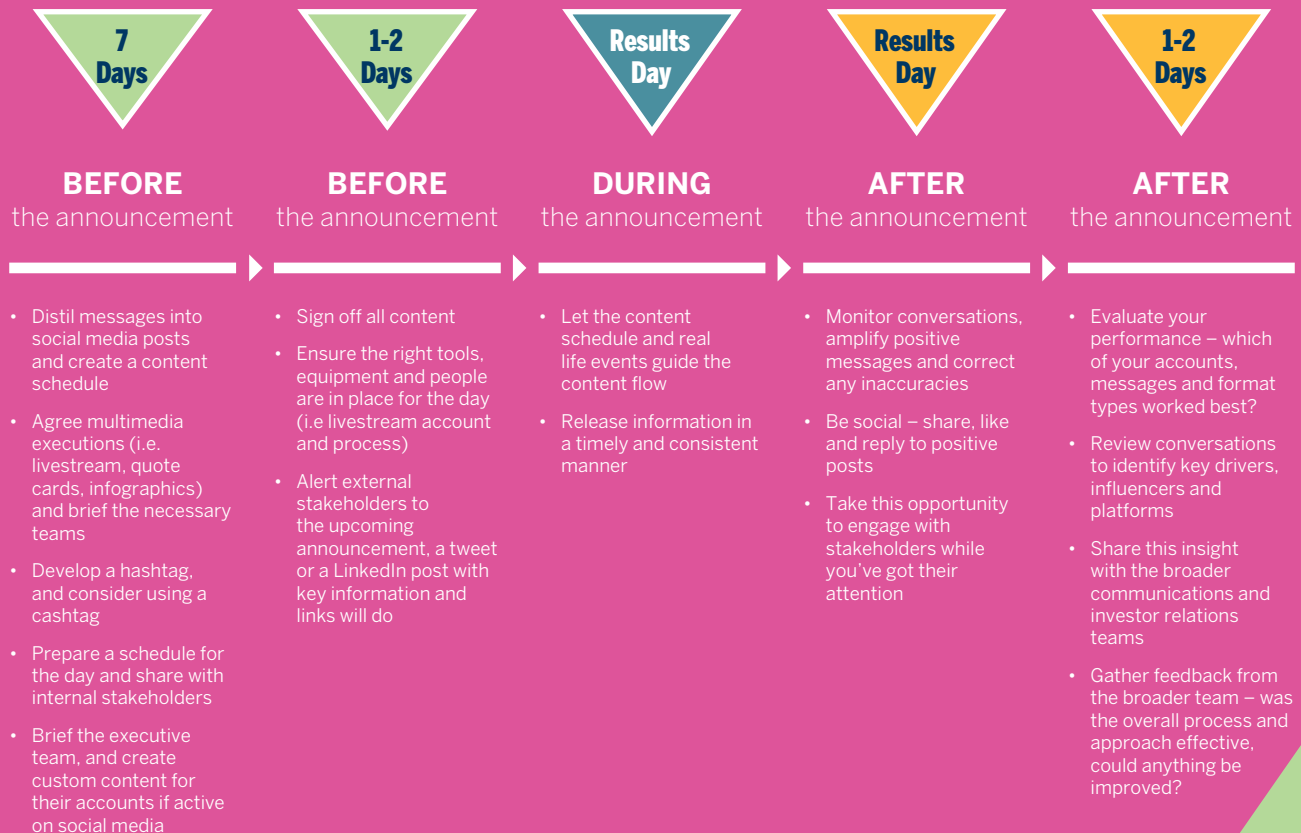 7
Days
BEFORE
the announcement
• Distil messages into
social media posts
and create a content
schedule
• Agree multimedia
executions (i.e.
livestream, quote
cards, infographics)
and brief the necessary
teams
• Develop a hashtag,
and consider using a
cashtag
• Prepare a schedule for
the day and share with
internal stakeholders
• Brief the executive
team, and create
custom content for
their accounts if active
on social media
1-2
Days
BEFORE
the announcement
• Sign off all content
• Ensure the right tools,
equipment and people
are in place for the day
(i.e livestream account
and process)
• Alert external
stakeholders to
the upcoming
announcement, a tweet
or a LinkedIn post with
key information and
links will do
Results
Day
DURING
the announcement
• Let the content
schedule and real
life events guide the
content flow
• Release information in
a timely and consistent
manner
Results
Day
AFTER
the announcement
• Monitor conversations,
amplify positive
messages and correct
any inaccuracies
• Be social – share, like
and reply to positive
posts
• Take this opportunity
to engage with
stakeholders while
you’ve got their
attention
1-2
Days
AFTER
the announcement
• Evaluate your
performance – which
of your accounts,
messages and format
types worked best?
• Review conversations
to identify key drivers,
influencers and
platforms
• Share this insight
with the broader
communications and
investor relations
teams
• Gather feedback from
the broader team – was
the overall process and
approach effective,
could anything be
improved?